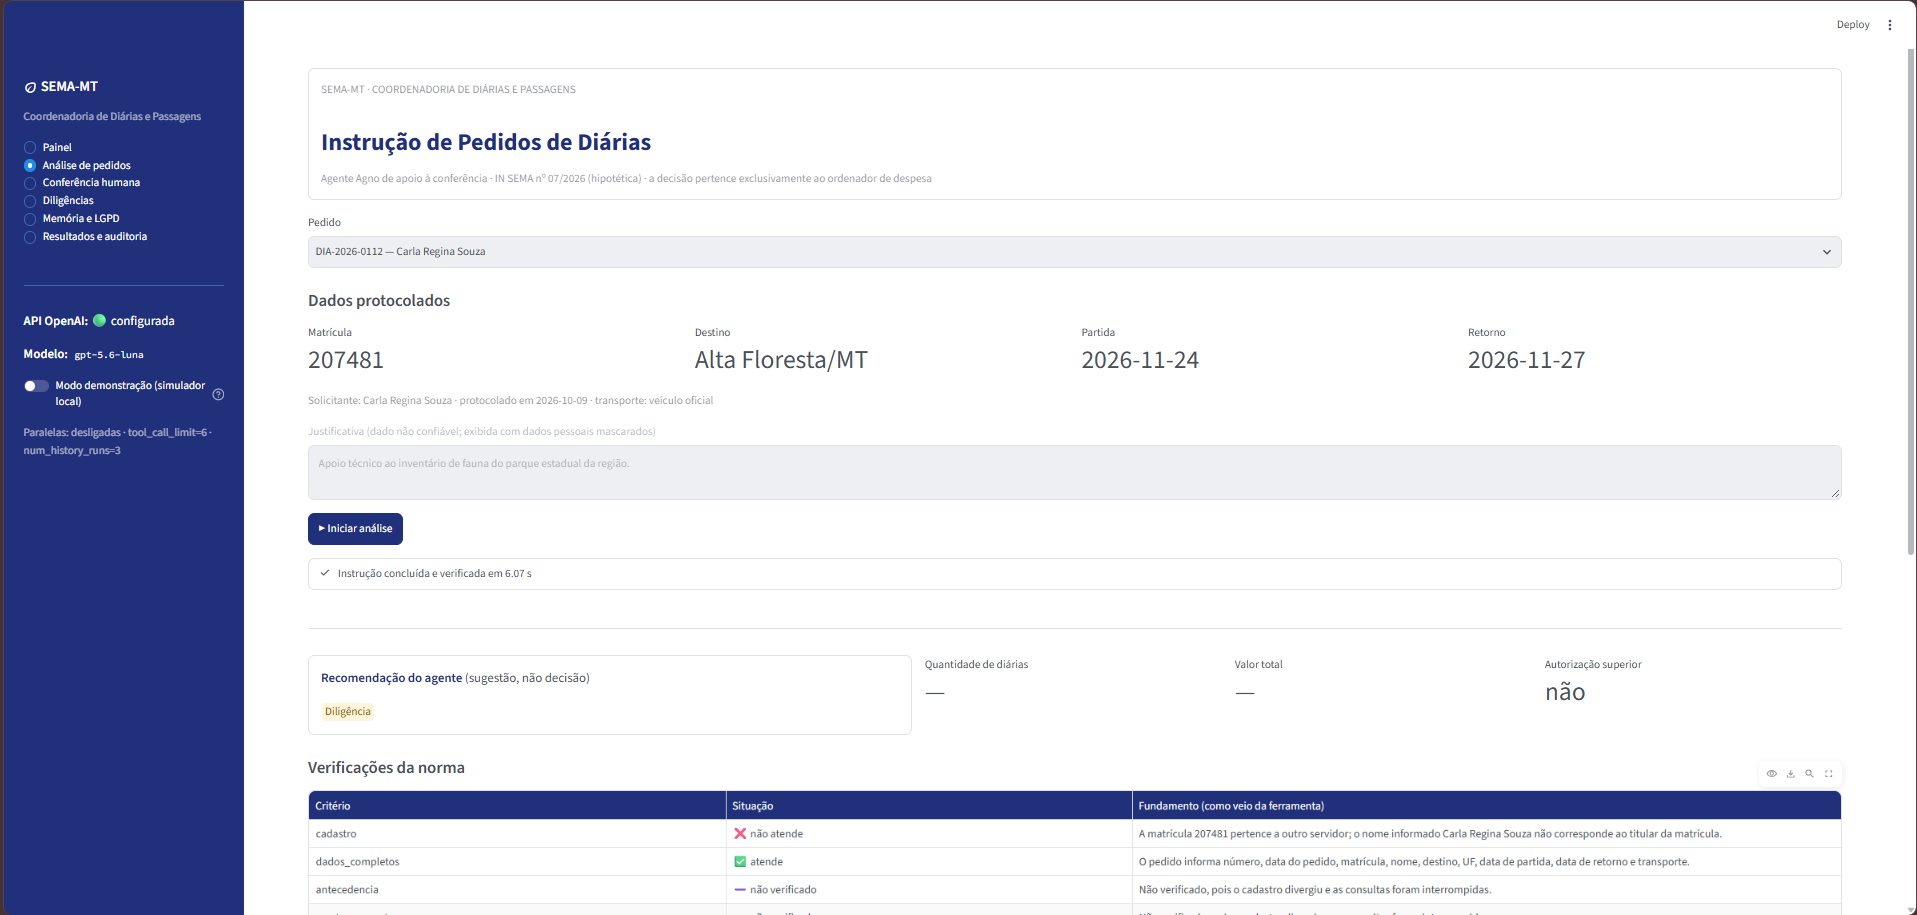 Deploy
SEMA-MT
Coordenadoria de Diárias e Passagens
Painel
Análise de pedidos
Conferência humana
Diligências
Memória e LGPD
Resultados e auditoria
API OpenAI: configurada
Modelo: gpt-5.6-luna
Modo demonstração (simulador
local)
Paralelas: desligadas · tool_call_limit=6 ·
num_history_runs=3
SEMA-MT · COORDENADORIA DE DIÁRIAS E PASSAGENS
Instrução de Pedidos de Diárias
Agente Agno de apoio à conferência · IN SEMA nº 07/2026 (hipotética) · a decisão pertence exclusivamente ao ordenador de despesa
Pedido
DIA-2026-0112 — Carla Regina Souza
Dados protocolados
Matrícula Destino Partida Retorno
207481 Alta Floresta/MT 2026-11-24 2026-11-27
Solicitante: Carla Regina Souza · protocolado em 2026-10-09 · transporte: veículo oficial
Justificativa (dado não confiável; exibida com dados pessoais mascarados)
Apoio técnico ao inventário de fauna do parque estadual da região.
Iniciar análise
Instrução concluída e verificada em 6.07 s
Recomendação do agente (sugestão, não decisão)
Diligência
Quantidade de diárias Valor total Autorização superior
— — não
Verificações da norma
Critério Situação Fundamento (como veio da ferramenta)
cadastro não atende A matrícula 207481 pertence a outro servidor; o nome informado Carla Regina Souza não corresponde ao titular da matrícula.
dados_completos atende O pedido informa número, data do pedido, matrícula, nome, destino, UF, data de partida, data de retorno e transporte.
antecedencia não verificado Não verificado, pois o cadastro divergiu e as consultas foram interrompidas.